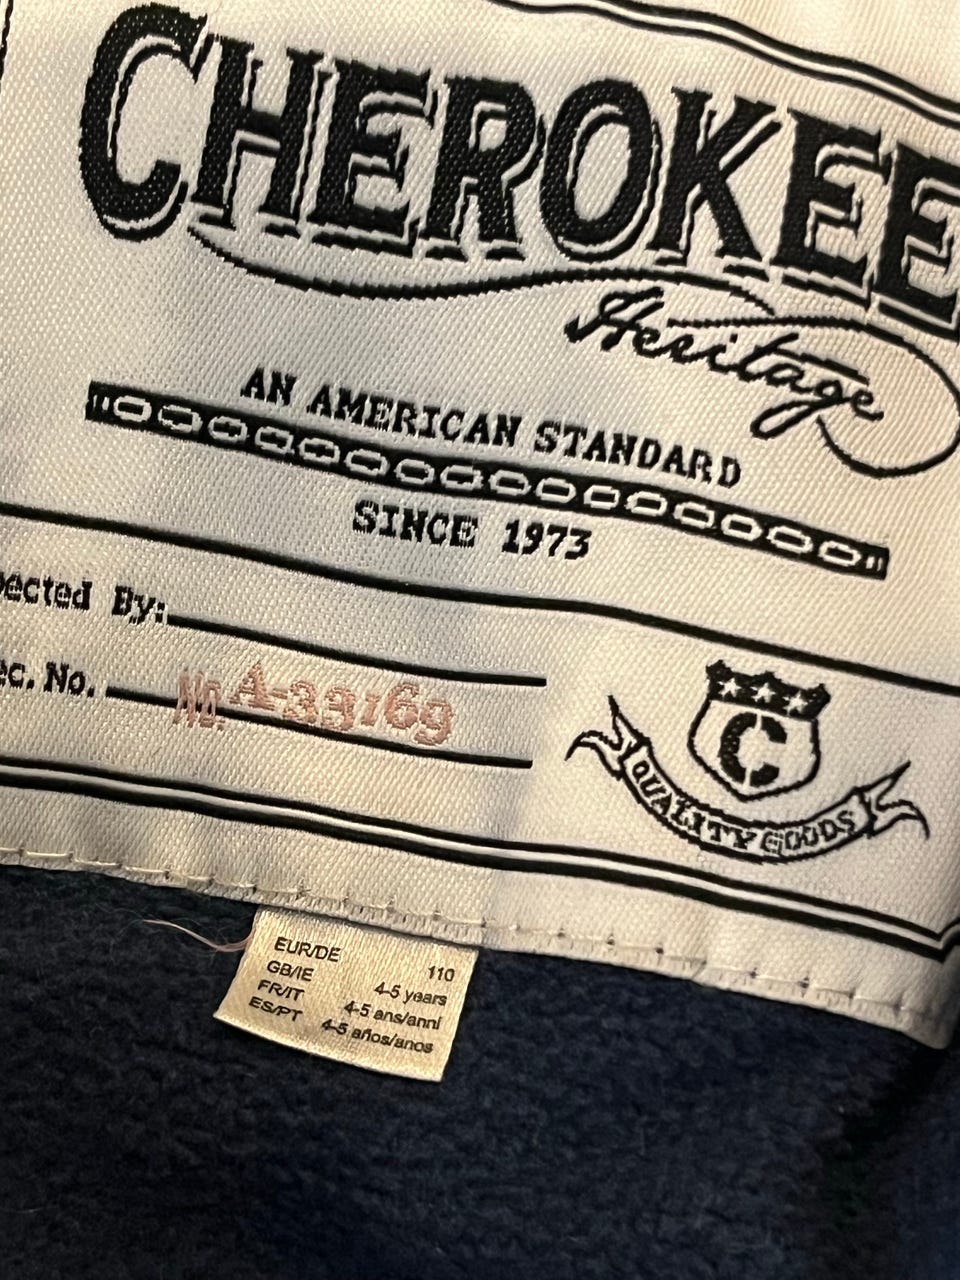 CHEROKEE
Heritage
AN AMERICAN STANDARD
SINCE 1973
pected By:
ec. No. No. A-33169
C
QUALITY GOODS
EUR/DE 110
GB/IE 4-5 years
FR/IT 4-5 ans/anni
ES/PT 4-5 años/anos